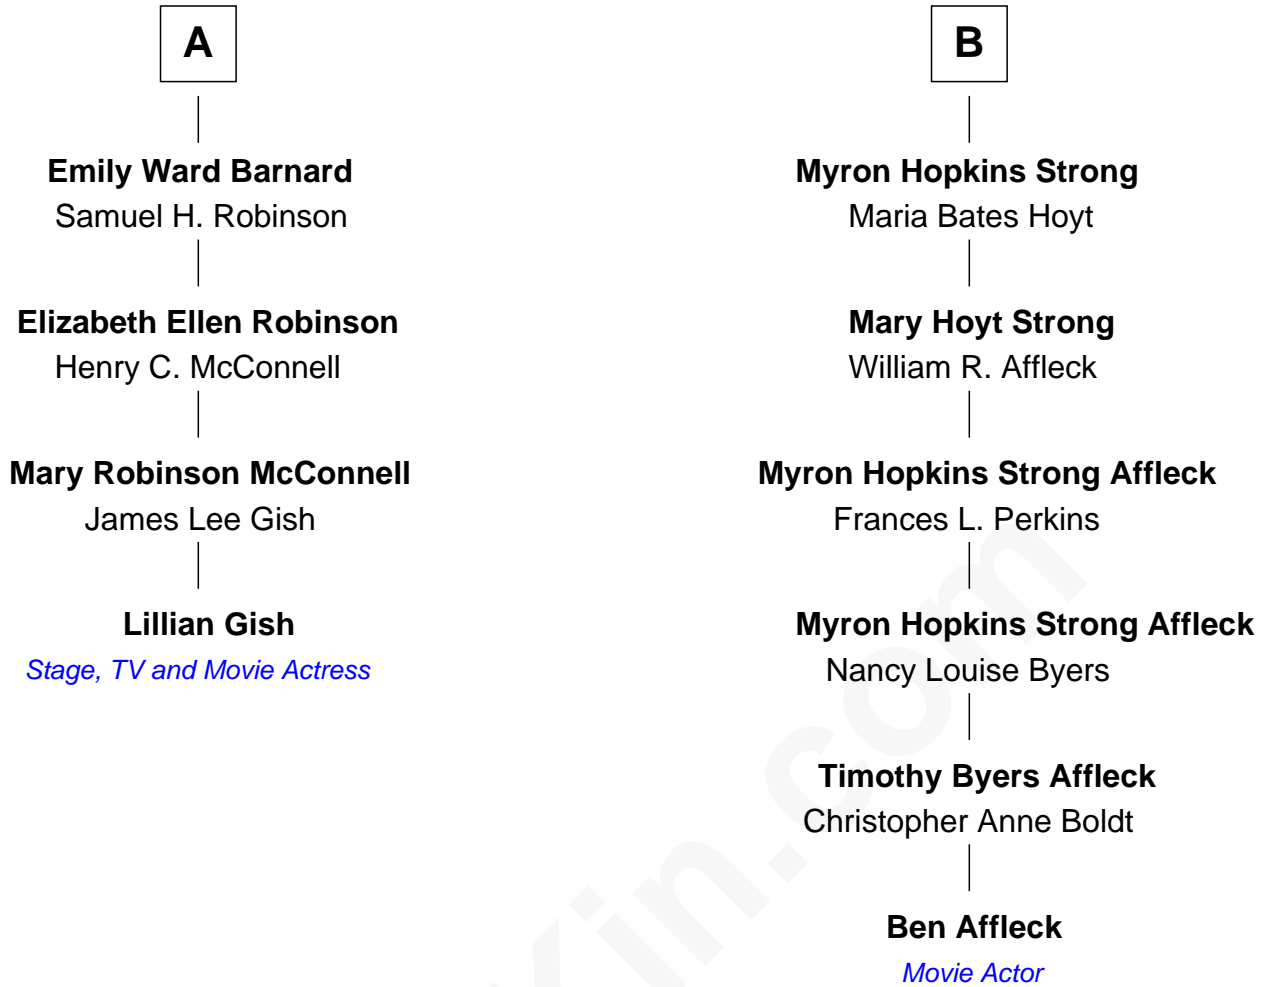 A
Emily Ward Barnard
Samuel H. Robinson
Elizabeth Ellen Robinson
Henry C. McConnell
Mary Robinson McConnell
James Lee Gish
Lillian Gish
Stage, TV and Movie Actress
B
Myron Hopkins Strong
Maria Bates Hoyt
Mary Hoyt Strong
William R. Affleck
Myron Hopkins Strong Affleck
Frances L. Perkins
Myron Hopkins Strong Affleck
Nancy Louise Byers
Timothy Byers Affleck
Christopher Anne Boldt
Ben Affleck
Movie Actor
Kin.com